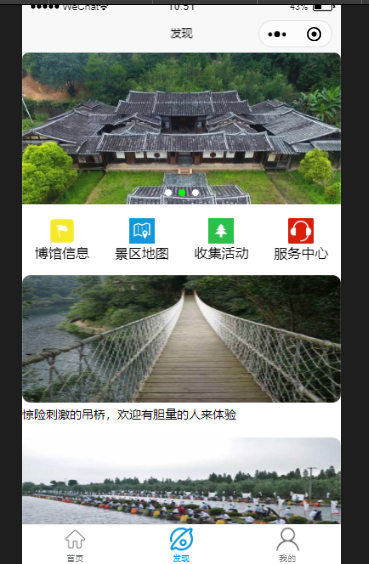 WeChat 10:51 43%
发现
博馆信息 景区地图 收集活动 服务中心
惊险刺激的吊桥，欢迎有胆量的人来体验
首页 发现 我的